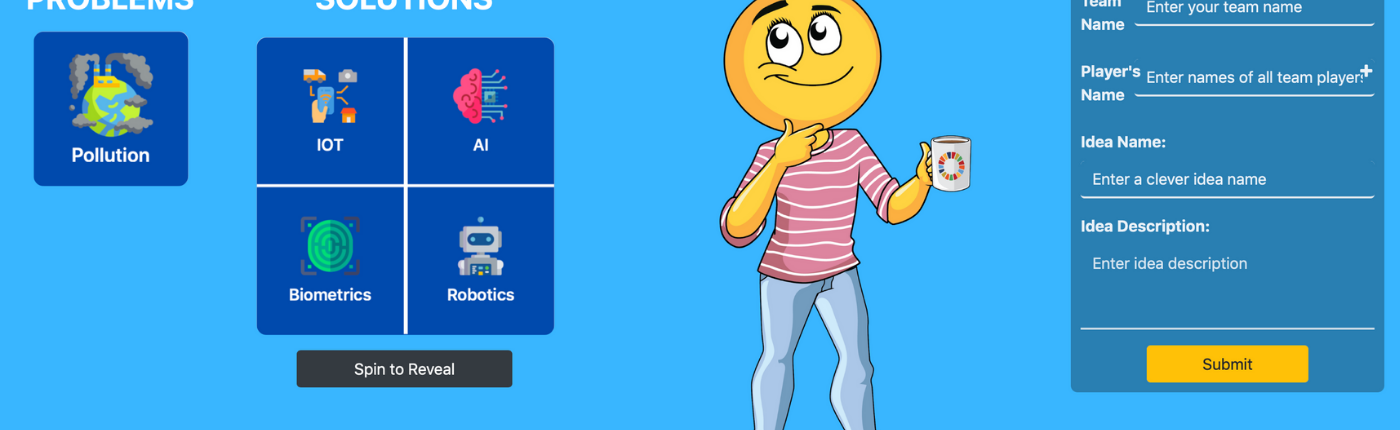 PROBLEMS
SOLUTIONS
Pollution
IOT
AI
Biometrics
Robotics
Spin to Reveal
Team
Name
Enter your team name
Player's
Name
Enter names of all team player
Idea Name:
Enter a clever idea name
Idea Description:
Enter idea description
Submit